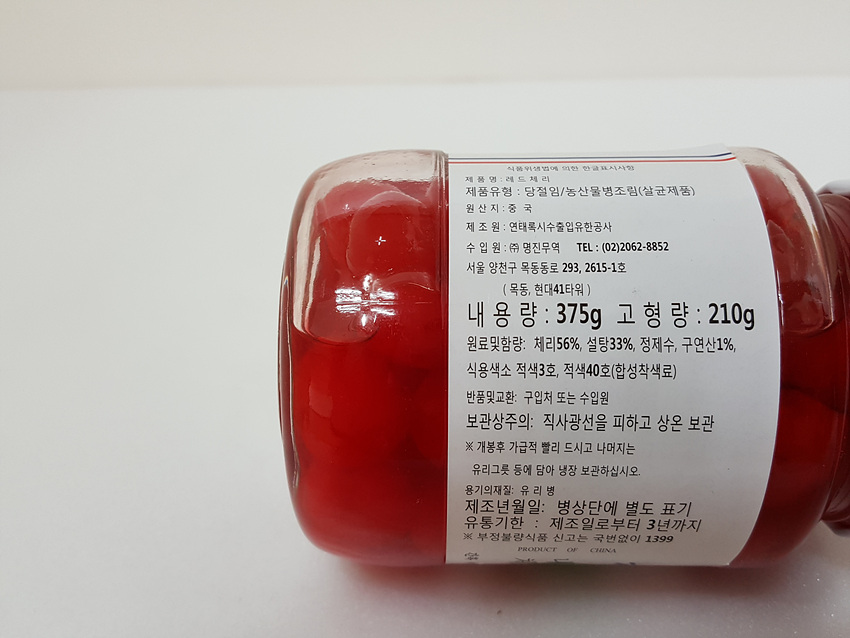 식품위생법에 의한 한글표시사항
제 품 명 : 레 드 체 리
제품유형 : 당절임/농산물병조림(살균제품)
원 산 지 : 중 국
제 조 원 : 연태록시수출입유한공사
수 입 원 : ㈜ 명진무역 TEL : (02)2062-8852
서울 양천구 목동동로 293, 2615-1호
( 목동, 현대41타워 )
내 용 량 : 375g 고 형 량 : 210g
원료및함량: 체리56%, 설탕33%, 정제수, 구연산1%,
식용색소 적색3호, 적색40호(합성착색료)
반품및교환: 구입처 또는 수입원
보관상주의: 직사광선을 피하고 상온 보관
※ 개봉후 가급적 빨리 드시고 나머지는
유리그릇 등에 담아 냉장 보관하십시오.
용기의재질: 유 리 병
제조년월일: 병상단에 별도 표기
유통기한 : 제조일로부터 3년까지
※ 부정불량식품 신고는 국번없이 1399
PRODUCT OF CHINA